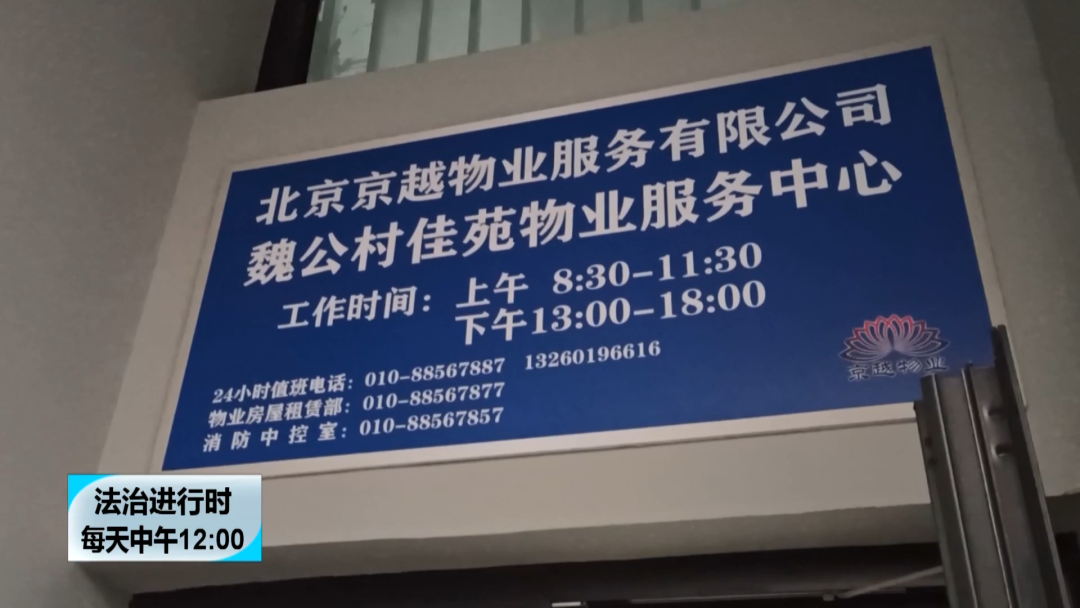 北京京越物业服务有限公司
魏公村佳苑物业服务中心
工作时间：上午 8:30-11:30
下午13:00-18:00
24小时值班电话：010-88567887 13260196616
物业房屋租赁部：010-88567877
消防中控室：010-88567857
京越物业
法治进行时
每天中午12:00